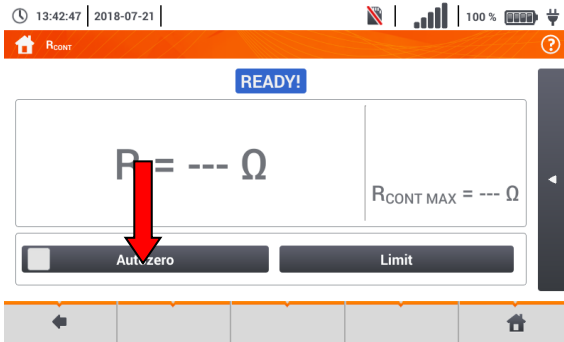 13:42:47 2018-07-21 100 %
RCONT ?
READY!
R = --- Ω
RCONT MAX = --- Ω
Autozero Limit